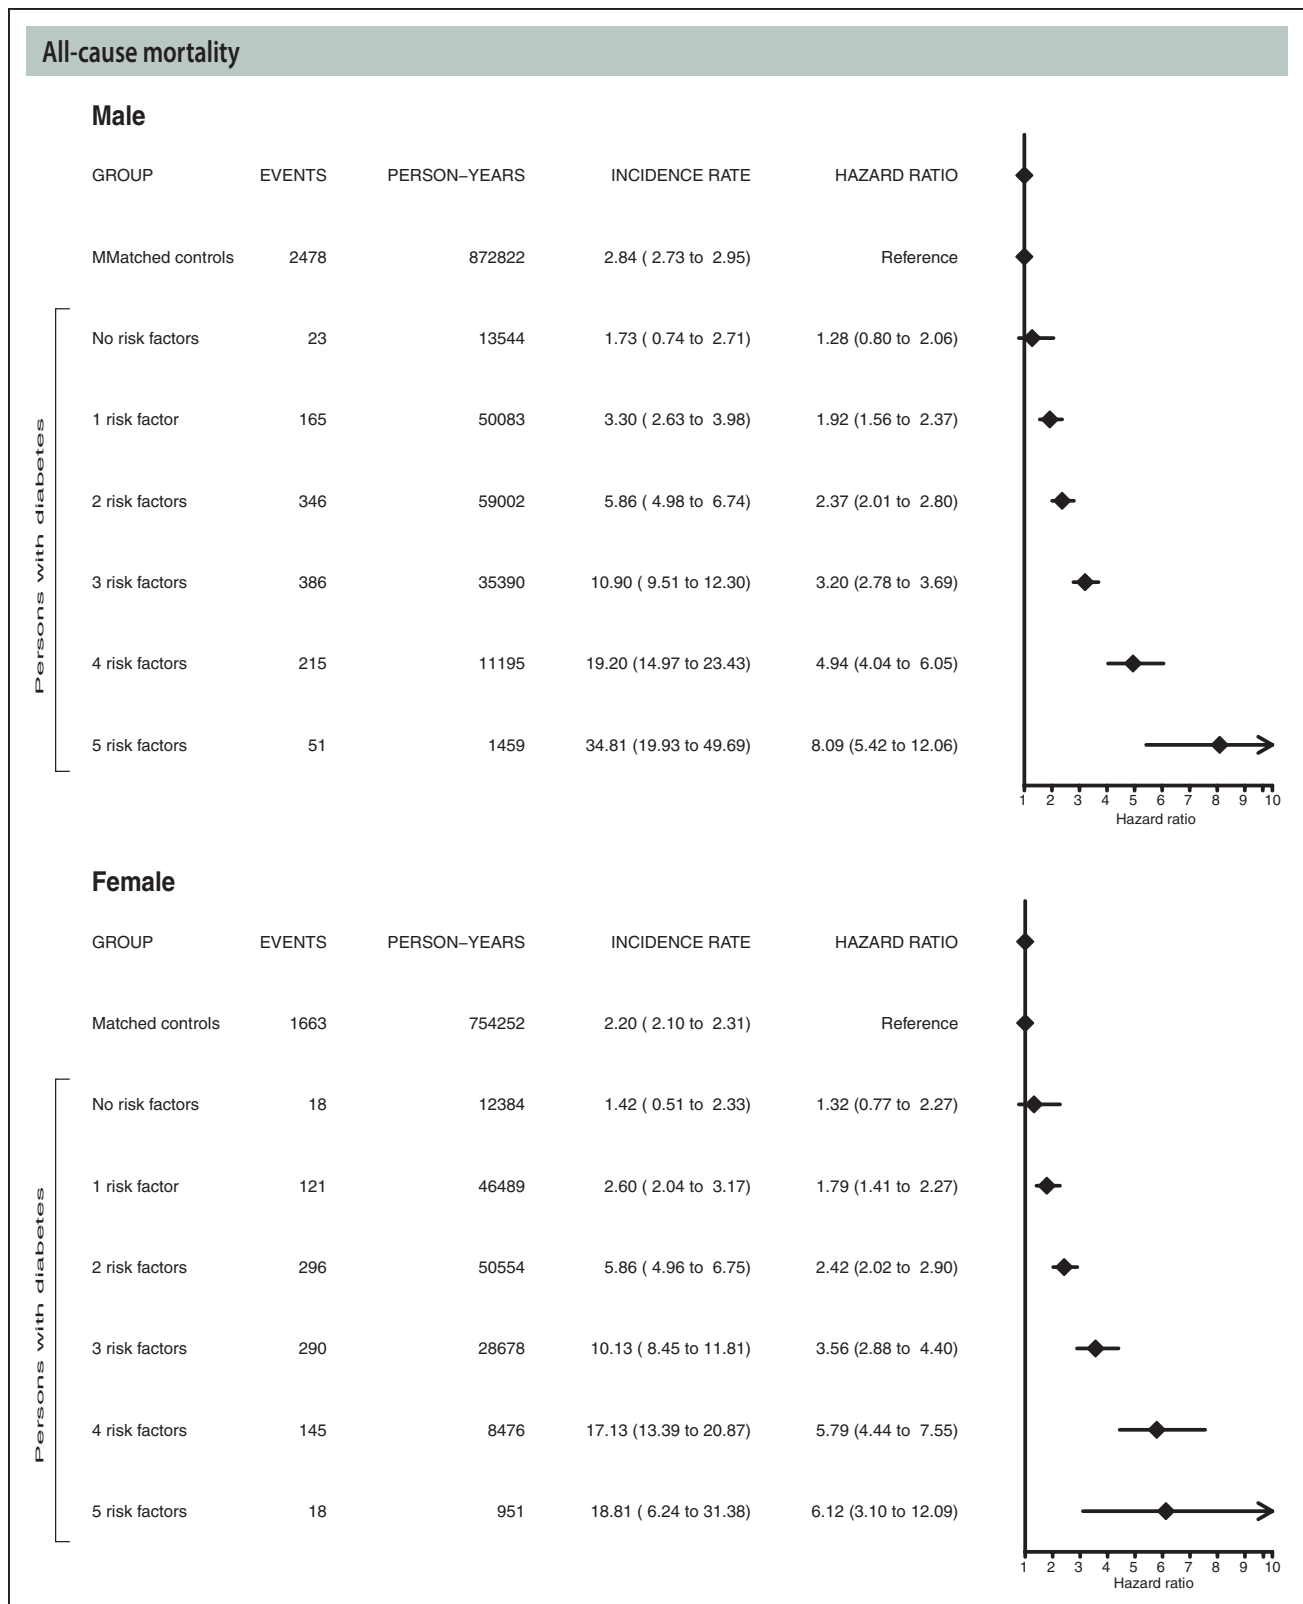 All-cause mortality
Male
GROUP EVENTS PERSON–YEARS INCIDENCE RATE HAZARD RATIO
MMatched controls 2478 872822 2.84 ( 2.73 to 2.95) Reference
No risk factors 23 13544 1.73 ( 0.74 to 2.71) 1.28 (0.80 to 2.06)
1 risk factor 165 50083 3.30 ( 2.63 to 3.98) 1.92 (1.56 to 2.37)
2 risk factors 346 59002 5.86 ( 4.98 to 6.74) 2.37 (2.01 to 2.80)
3 risk factors 386 35390 10.90 ( 9.51 to 12.30) 3.20 (2.78 to 3.69)
4 risk factors 215 11195 19.20 (14.97 to 23.43) 4.94 (4.04 to 6.05)
5 risk factors 51 1459 34.81 (19.93 to 49.69) 8.09 (5.42 to 12.06)
Persons with diabetes
1 2 3 4 5 6 7 8 9 10
Hazard ratio
Female
GROUP EVENTS PERSON–YEARS INCIDENCE RATE HAZARD RATIO
Matched controls 1663 754252 2.20 ( 2.10 to 2.31) Reference
No risk factors 18 12384 1.42 ( 0.51 to 2.33) 1.32 (0.77 to 2.27)
1 risk factor 121 46489 2.60 ( 2.04 to 3.17) 1.79 (1.41 to 2.27)
2 risk factors 296 50554 5.86 ( 4.96 to 6.75) 2.42 (2.02 to 2.90)
3 risk factors 290 28678 10.13 ( 8.45 to 11.81) 3.56 (2.88 to 4.40)
4 risk factors 145 8476 17.13 (13.39 to 20.87) 5.79 (4.44 to 7.55)
5 risk factors 18 951 18.81 ( 6.24 to 31.38) 6.12 (3.10 to 12.09)
Persons with diabetes
1 2 3 4 5 6 7 8 9 10
Hazard ratio